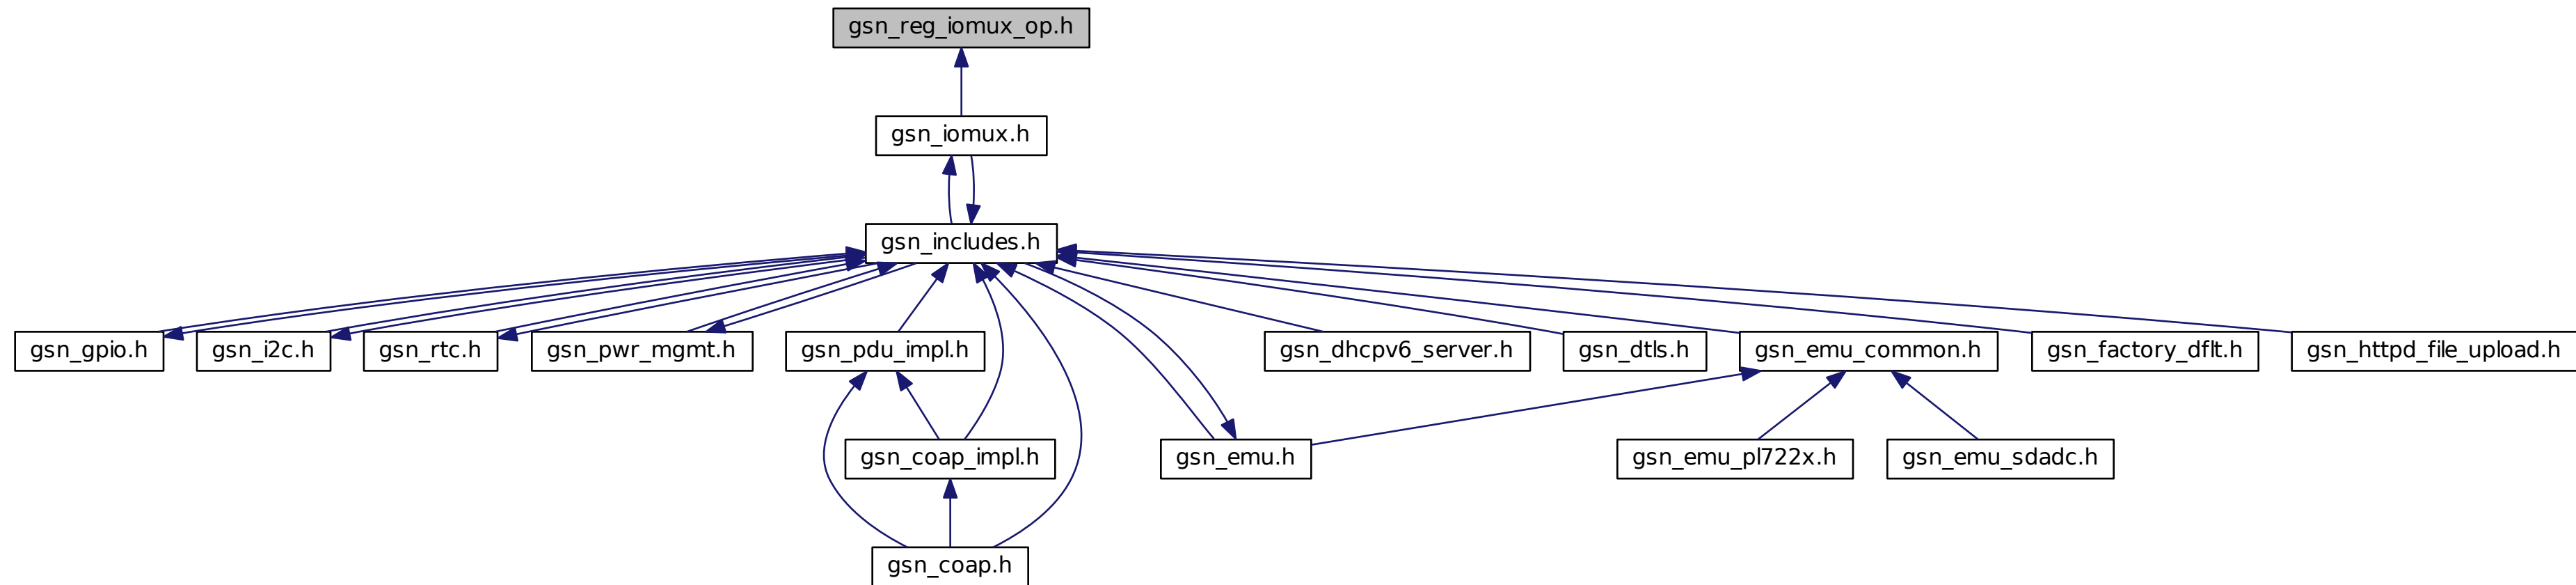 gsn_reg_iomux_op.h
gsn_iomux.h
gsn_includes.h
gsn_gpio.h
gsn_i2c.h
gsn_rtc.h
gsn_pwr_mgmt.h
gsn_pdu_impl.h
gsn_dhcpv6_server.h
gsn_dtls.h
gsn_emu_common.h
gsn_factory_dflt.h
gsn_httpd_file_upload.h
gsn_coap_impl.h
gsn_emu.h
gsn_emu_pl722x.h
gsn_emu_sdadc.h
gsn_coap.h